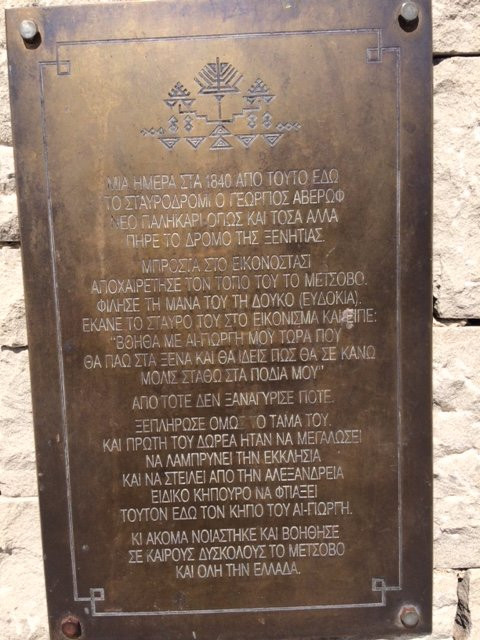 ΜΙΑ ΗΜΕΡΑ ΣΤΑ 1840 ΑΠΟ ΤΟΥΤΟ ΕΔΩ
ΤΟ ΣΤΑΥΡΟΔΡΟΜΙ Ο ΓΕΩΡΓΙΟΣ ΑΒΕΡΩΦ
ΝΕΟ ΠΑΛΗΚΑΡΙ ΟΠΩΣ ΚΑΙ ΤΟΣΑ ΑΛΛΑ
ΠΗΡΕ ΤΟ ΔΡΟΜΟ ΤΗΣ ΞΕΝΗΤΙΑΣ.
ΜΠΡΟΣΤΑ ΣΤΟ ΕΙΚΟΝΟΣΤΑΣΙ
ΑΠΟΧΑΙΡΕΤΗΣΕ ΤΟΝ ΤΟΠΟ ΤΟΥ ΤΟ ΜΕΤΣΟΒΟ.
ΦΙΛΗΣΕ ΤΗ ΜΑΝΑ ΤΟΥ ΤΗ ΔΟΥΚΟ (ΕΥΔΟΚΙΑ).
ΕΚΑΝΕ ΤΟ ΣΤΑΥΡΟ ΤΟΥ ΣΤΟ ΕΙΚΟΝΙΣΜΑ ΚΑΙ ΕΙΠΕ:
"ΒΟΗΘΑ ΜΕ ΑΙ-ΓΙΩΡΓΗ ΜΟΥ ΤΩΡΑ ΠΟΥ
ΘΑ ΠΑΩ ΣΤΑ ΞΕΝΑ ΚΑΙ ΘΑ ΙΔΕΙΣ ΠΩΣ ΘΑ ΣΕ ΚΑΝΩ
ΜΟΛΙΣ ΣΤΑΘΩ ΣΤΑ ΠΟΔΙΑ ΜΟΥ"
ΑΠΟ ΤΟΤΕ ΔΕΝ ΞΑΝΑΓΥΡΙΣΕ ΠΟΤΕ.
ΞΕΠΛΗΡΩΣΕ ΟΜΩΣ ΤΟ ΤΑΜΑ ΤΟΥ.
ΚΑΙ ΠΡΩΤΗ ΤΟΥ ΔΩΡΕΑ ΗΤΑΝ ΝΑ ΜΕΓΑΛΩΣΕΙ
ΝΑ ΛΑΜΠΡΥΝΕΙ ΤΗΝ ΕΚΚΛΗΣΙΑ
ΚΑΙ ΝΑ ΣΤΕΙΛΕΙ ΑΠΟ ΤΗΝ ΑΛΕΞΑΝΔΡΕΙΑ
ΕΙΔΙΚΟ ΚΗΠΟΥΡΟ ΝΑ ΦΤΙΑΞΕΙ
ΤΟΥΤΟΝ ΕΔΩ ΤΟΝ ΚΗΠΟ ΤΟΥ ΑΙ-ΓΙΩΡΓΗ.
ΚΙ ΑΚΟΜΑ ΝΟΙΑΣΤΗΚΕ ΚΑΙ ΒΟΗΘΗΣΕ
ΣΕ ΚΑΙΡΟΥΣ ΔΥΣΚΟΛΟΥΣ ΤΟ ΜΕΤΣΟΒΟ
ΚΑΙ ΟΛΗ ΤΗΝ ΕΛΛΑΔΑ.